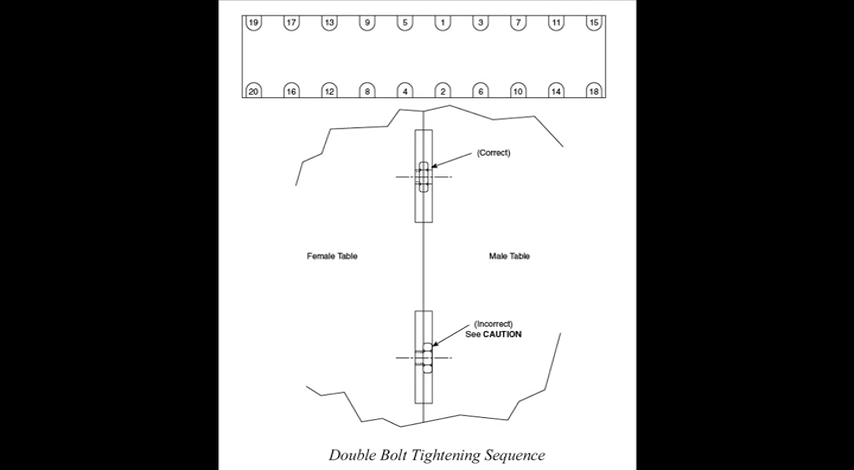 19 17 13 9 5 1 3 7 11 15
20 16 12 8 4 2 6 10 14 18
(Correct)
Female Table Male Table
(Incorrect)
See CAUTION
Double Bolt Tightening Sequence